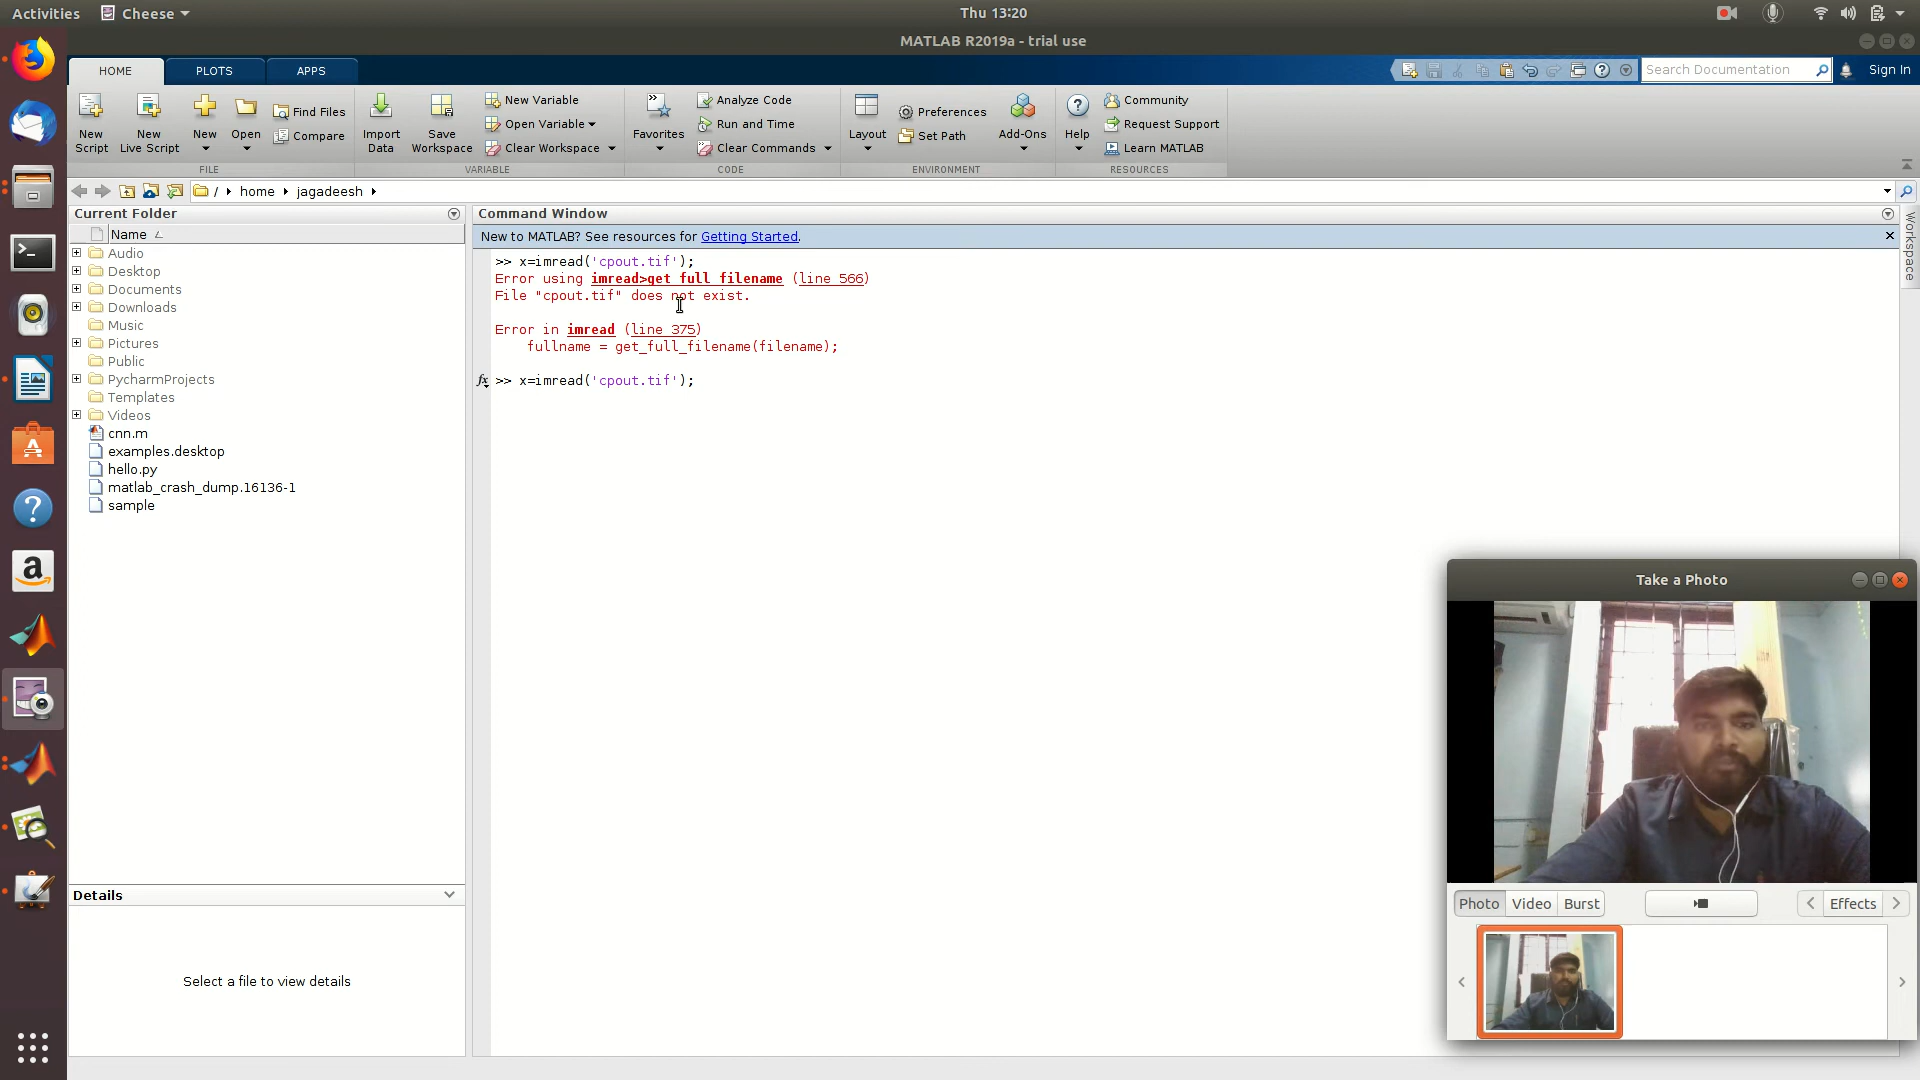 Activities Cheese Thu 13:20
MATLAB R2019a - trial use
HOME PLOTS APPS Search Documentation Sign In
New Script
New Live Script
New
Open
Find Files
Compare
FILE
Import Data
Save Workspace
New Variable
Open Variable
Clear Workspace
VARIABLE
Favorites
Analyze Code
Run and Time
Clear Commands
CODE
Layout
Preferences
Set Path
Add-Ons
ENVIRONMENT
Help
Community
Request Support
Learn MATLAB
RESOURCES
/ home jagadeesh
Current Folder
Name
Audio
Desktop
Documents
Downloads
Music
Pictures
Public
PycharmProjects
Templates
Videos
cnn.m
examples.desktop
hello.py
matlab_crash_dump.16136-1
sample
Details
Select a file to view details
Command Window
New to MATLAB? See resources for Getting Started.
>> x=imread('cpout.tif');
Error using imread>get_full_filename (line 566)
File "cpout.tif" does not exist.
Error in imread (line 375)
fullname = get_full_filename(filename);
fx >> x=imread('cpout.tif');
Workspace
Take a Photo
Photo Video Burst Effects